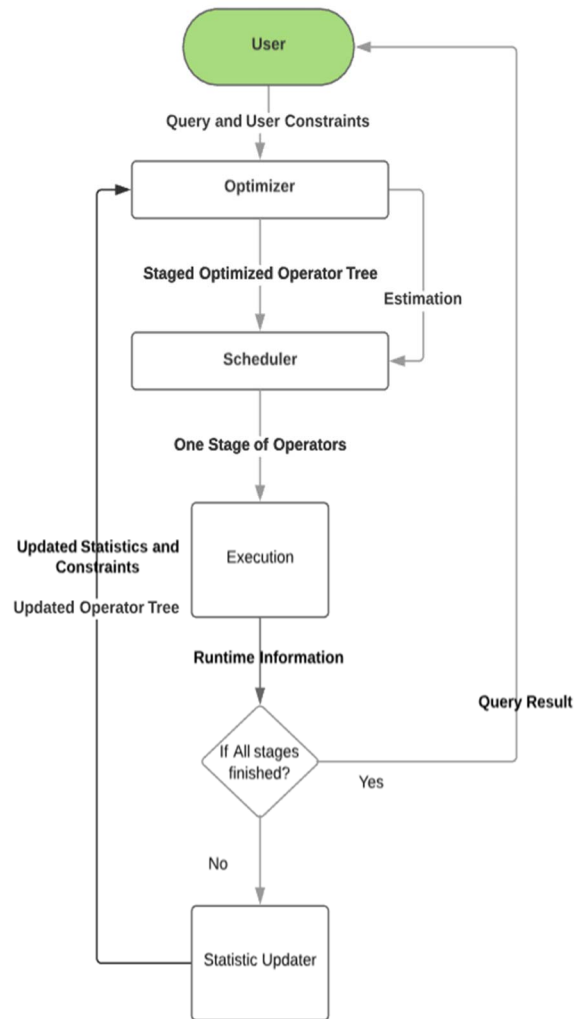 User
Query and User Constraints
Optimizer
Staged Optimized Operator Tree
Estimation
Scheduler
One Stage of Operators
Execution
Updated Statistics and
Constraints
Updated Operator Tree
Runtime Information
Query Result
If All stages
finished?
Yes
No
Statistic Updater